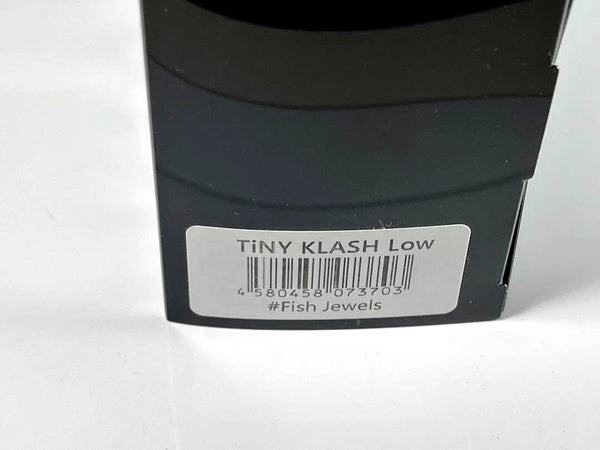 TiNY KLASH Low
4 580458 073703
#Fish Jewels